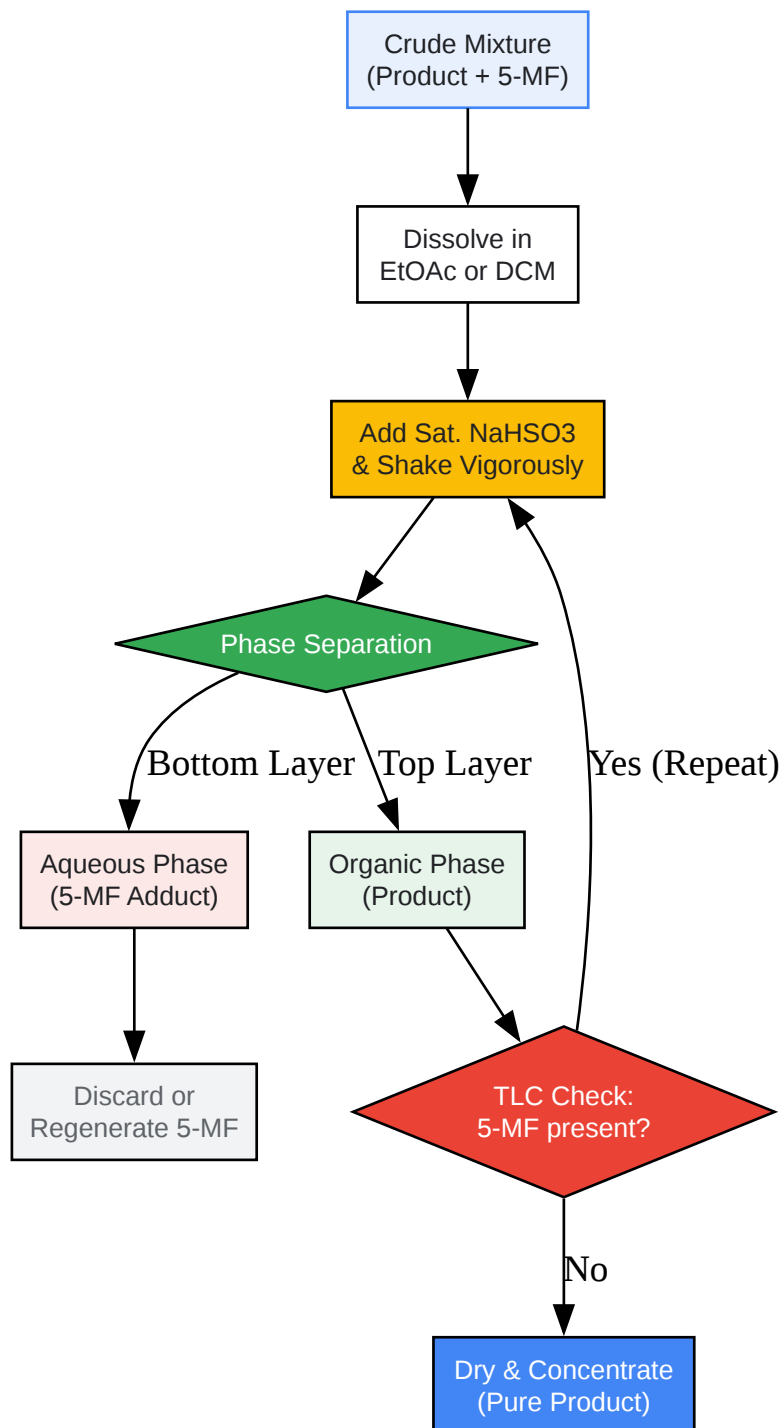 Crude Mixture
(Product + 5-MF)
Dissolve in
EtOAc or DCM
Add Sat. NaHSO3
& Shake Vigorously
Phase Separation
Bottom Layer
Top Layer
Yes (Repeat)
Aqueous Phase
(5-MF Adduct)
Organic Phase
(Product)
Discard or
Regenerate 5-MF
TLC Check:
5-MF present?
No
Dry & Concentrate
(Pure Product)